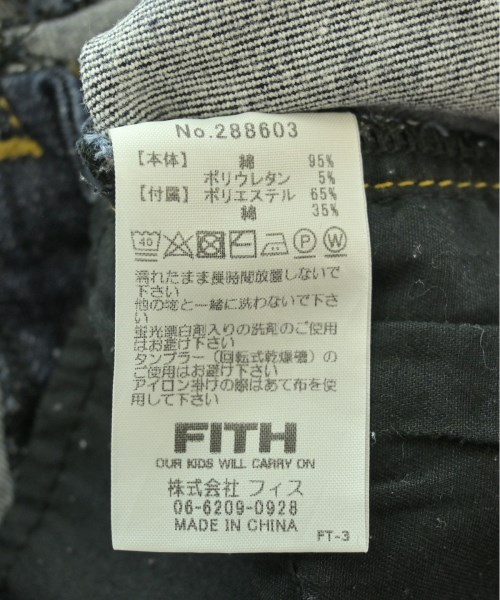 No.288603
【本体】 綿 95%
ポリウレタン 5%
【付属】 ポリエステル 65%
綿 35%
40 P W
濡れたまま長時間放置しないで
下さい
他の物と一緒に洗わないで下さ
い
蛍光漂白剤入りの洗剤のご使用
はお避け下さい
タンブラー（回転式乾燥機）の
ご使用はお避け下さい
アイロン掛けの際はあて布を使
用して下さい
FITH
OUR KIDS WILL CARRY ON
株式会社 フィス
06-6209-0928
MADE IN CHINA
FT-3